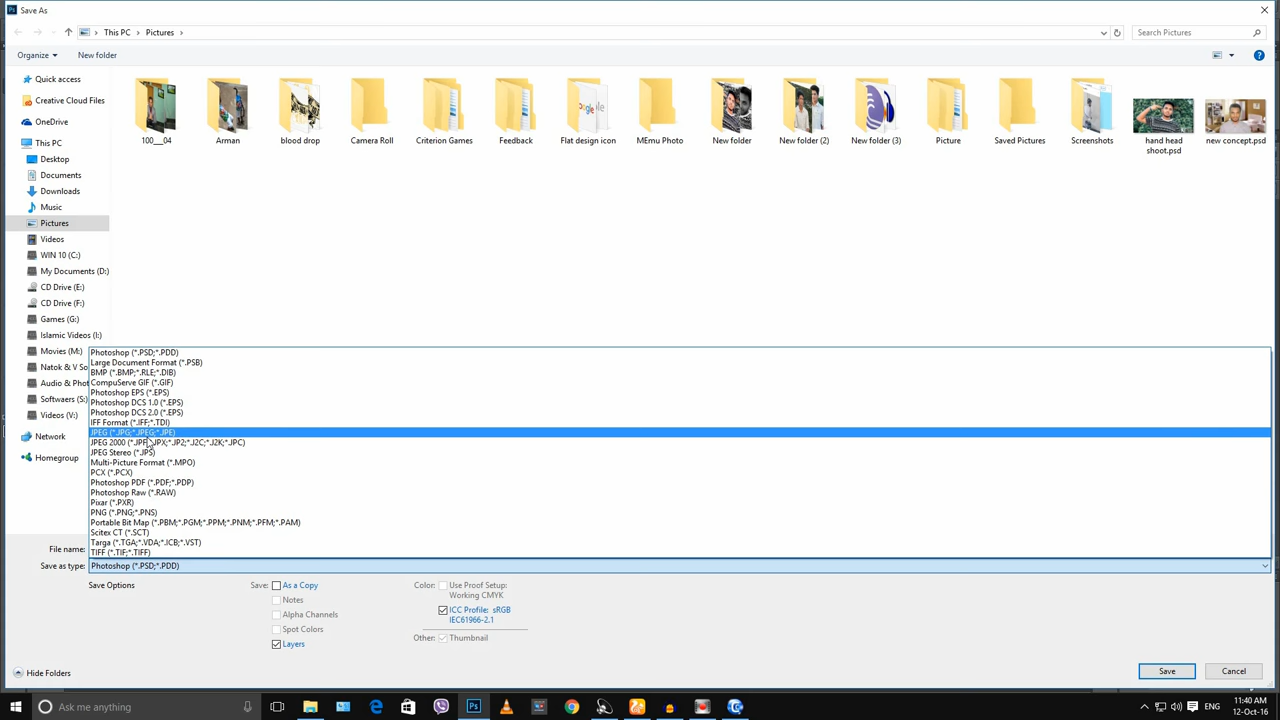 Ps Save As
This PC > Pictures >
Search Pictures
Organize
New folder
Quick access
Creative Cloud Files
OneDrive
This PC
Desktop
Documents
Downloads
Music
Pictures
Videos
WIN 10 (C:)
My Documents (D:)
CD Drive (E:)
CD Drive (F:)
Games (G:)
Islamic Videos (I:)
Movies (M:)
Natok & V So
Audio & Phot
Softwaers (S:)
Videos (V:)
Network
Homegroup
100___04
Arman
blood drop
Camera Roll
Criterion Games
Feedback
Flat design icon
MEmu Photo
New folder
New folder (2)
New folder (3)
Picture
Saved Pictures
Screenshots
hand head
shoot.psd
new concept.psd
Photoshop (*.PSD;*.PDD)
Large Document Format (*.PSB)
BMP (*.BMP;*.RLE;*.DIB)
CompuServe GIF (*.GIF)
Photoshop EPS (*.EPS)
Photoshop DCS 1.0 (*.EPS)
Photoshop DCS 2.0 (*.EPS)
IFF Format (*.IFF;*.TDI)
JPEG (*.JPG;*.JPEG;*.JPE)
JPEG 2000 (*.JPF;*.JPX;*.JP2;*.J2C;*.J2K;*.JPC)
JPEG Stereo (*.JPS)
Multi-Picture Format (*.MPO)
PCX (*.PCX)
Photoshop PDF (*.PDF;*.PDP)
Photoshop Raw (*.RAW)
Pixar (*.PXR)
PNG (*.PNG;*.PNS)
Portable Bit Map (*.PBM;*.PGM;*.PPM;*.PNM;*.PFM;*.PAM)
Scitex CT (*.SCT)
Targa (*.TGA;*.VDA;*.ICB;*.VST)
TIFF (*.TIF;*.TIFF)
File name:
Save as type: Photoshop (*.PSD;*.PDD)
Save Options
Save: As a Copy
Notes
Alpha Channels
Spot Colors
Layers
Color: Use Proof Setup:
Working CMYK
ICC Profile: sRGB
IEC61966-2.1
Other: Thumbnail
Hide Folders
Save
Cancel
Ask me anything
ENG
11:40 AM
12-Oct-16